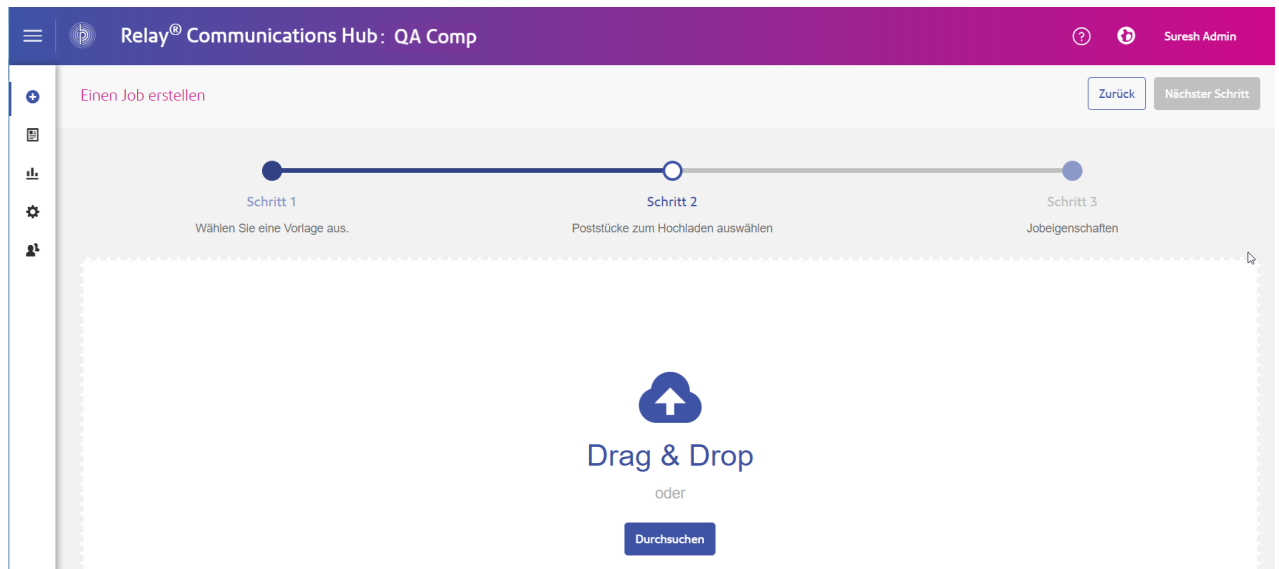 Relay® Communications Hub: QA Comp
Suresh Admin
Einen Job erstellen
Zurück
Nächster Schritt
Schritt 1
Schritt 2
Schritt 3
Wählen Sie eine Vorlage aus.
Poststücke zum Hochladen auswählen
Jobeigenschaften
Drag & Drop
oder
Durchsuchen